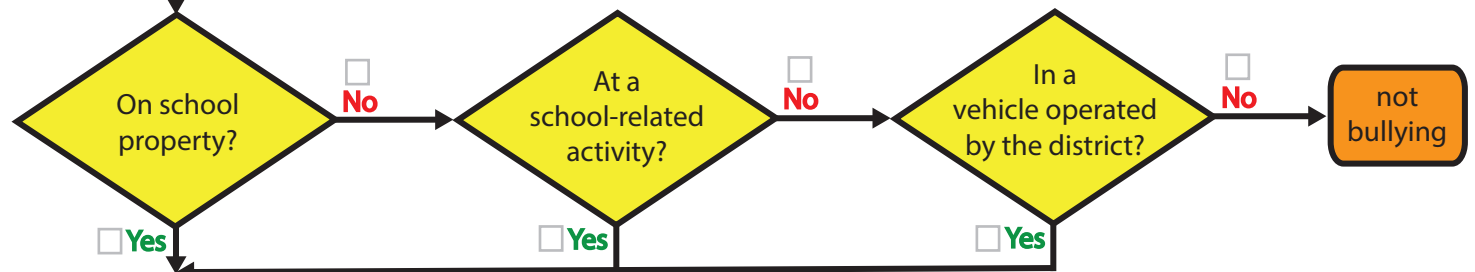 On school
property?
No
At a
school-related
activity?
No
In a
vehicle operated
by the district?
No
not
bullying
Yes
Yes
Yes